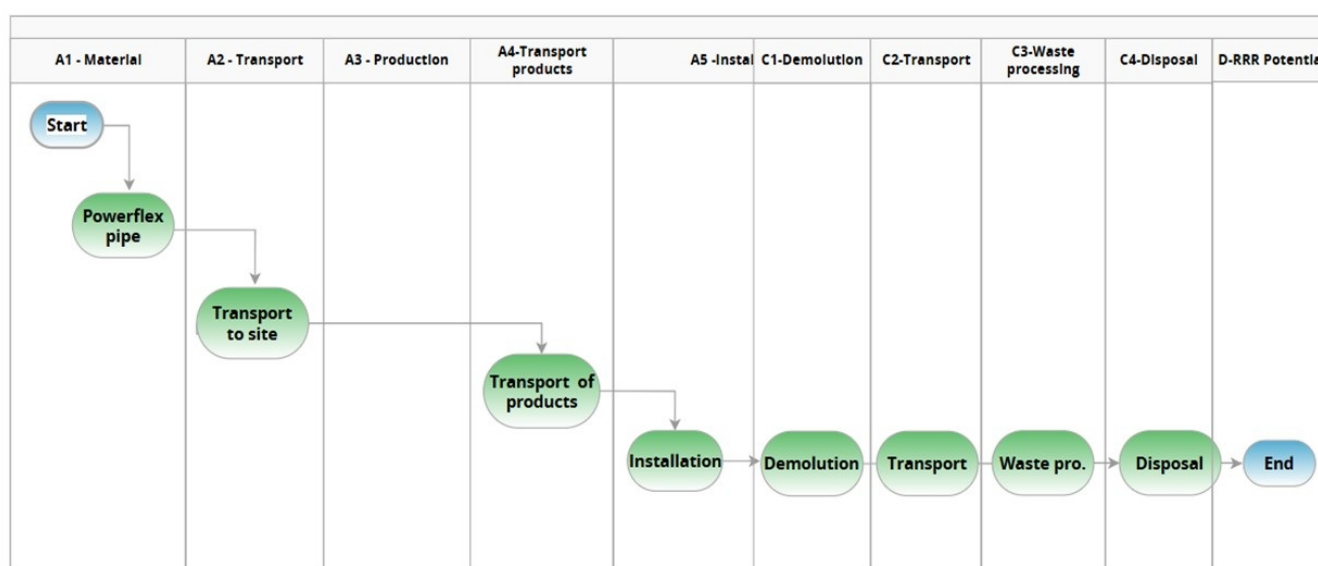 A1 - Material
A2 - Transport
A3 - Production
A4-Transport
products
A5 -Instal
C1-Demolution
C2-Transport
C3-Waste
processing
C4-Disposal
D-RRR Potentia
Start
Powerflex
pipe
Transport
to site
Transport of
products
Installation
Demolution
Transport
Waste pro.
Disposal
End